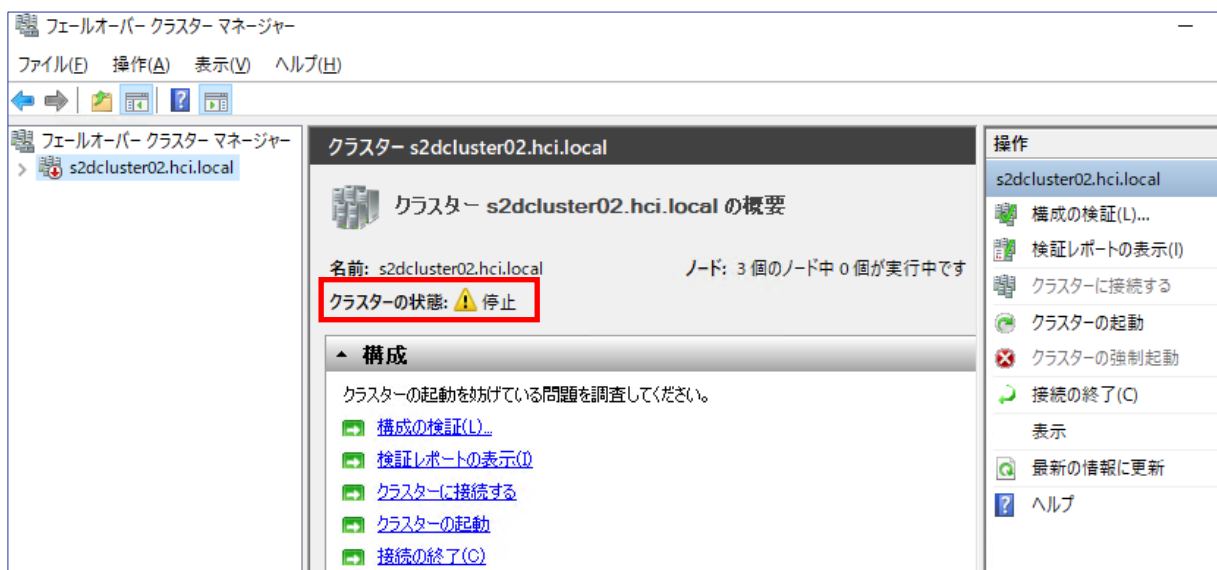 フェールオーバー クラスター マネージャー
ファイル(F) 操作(A) 表示(V) ヘルプ(H)
フェールオーバー クラスター マネージャー
s2dcluster02.hci.local
クラスター s2dcluster02.hci.local
クラスター s2dcluster02.hci.local の概要
名前: s2dcluster02.hci.local
ノード: 3 個のノード中 0 個が実行中です
クラスターの状態: 停止
構成
クラスターの起動を妨げている問題を調査してください。
構成の検証(L)...
検証レポートの表示(I)
クラスターに接続する
クラスターの起動
接続の終了(C)
操作
s2dcluster02.hci.local
構成の検証(L)...
検証レポートの表示(I)
クラスターに接続する
クラスターの起動
クラスターの強制起動
接続の終了(C)
表示
最新の情報に更新
ヘルプ